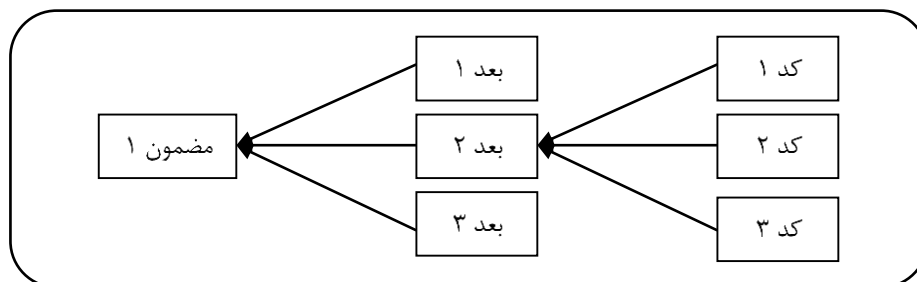 کد ۱
بعد ۱
کد ۲
بعد ۲
مضمون ۱
کد ۳
بعد ۳